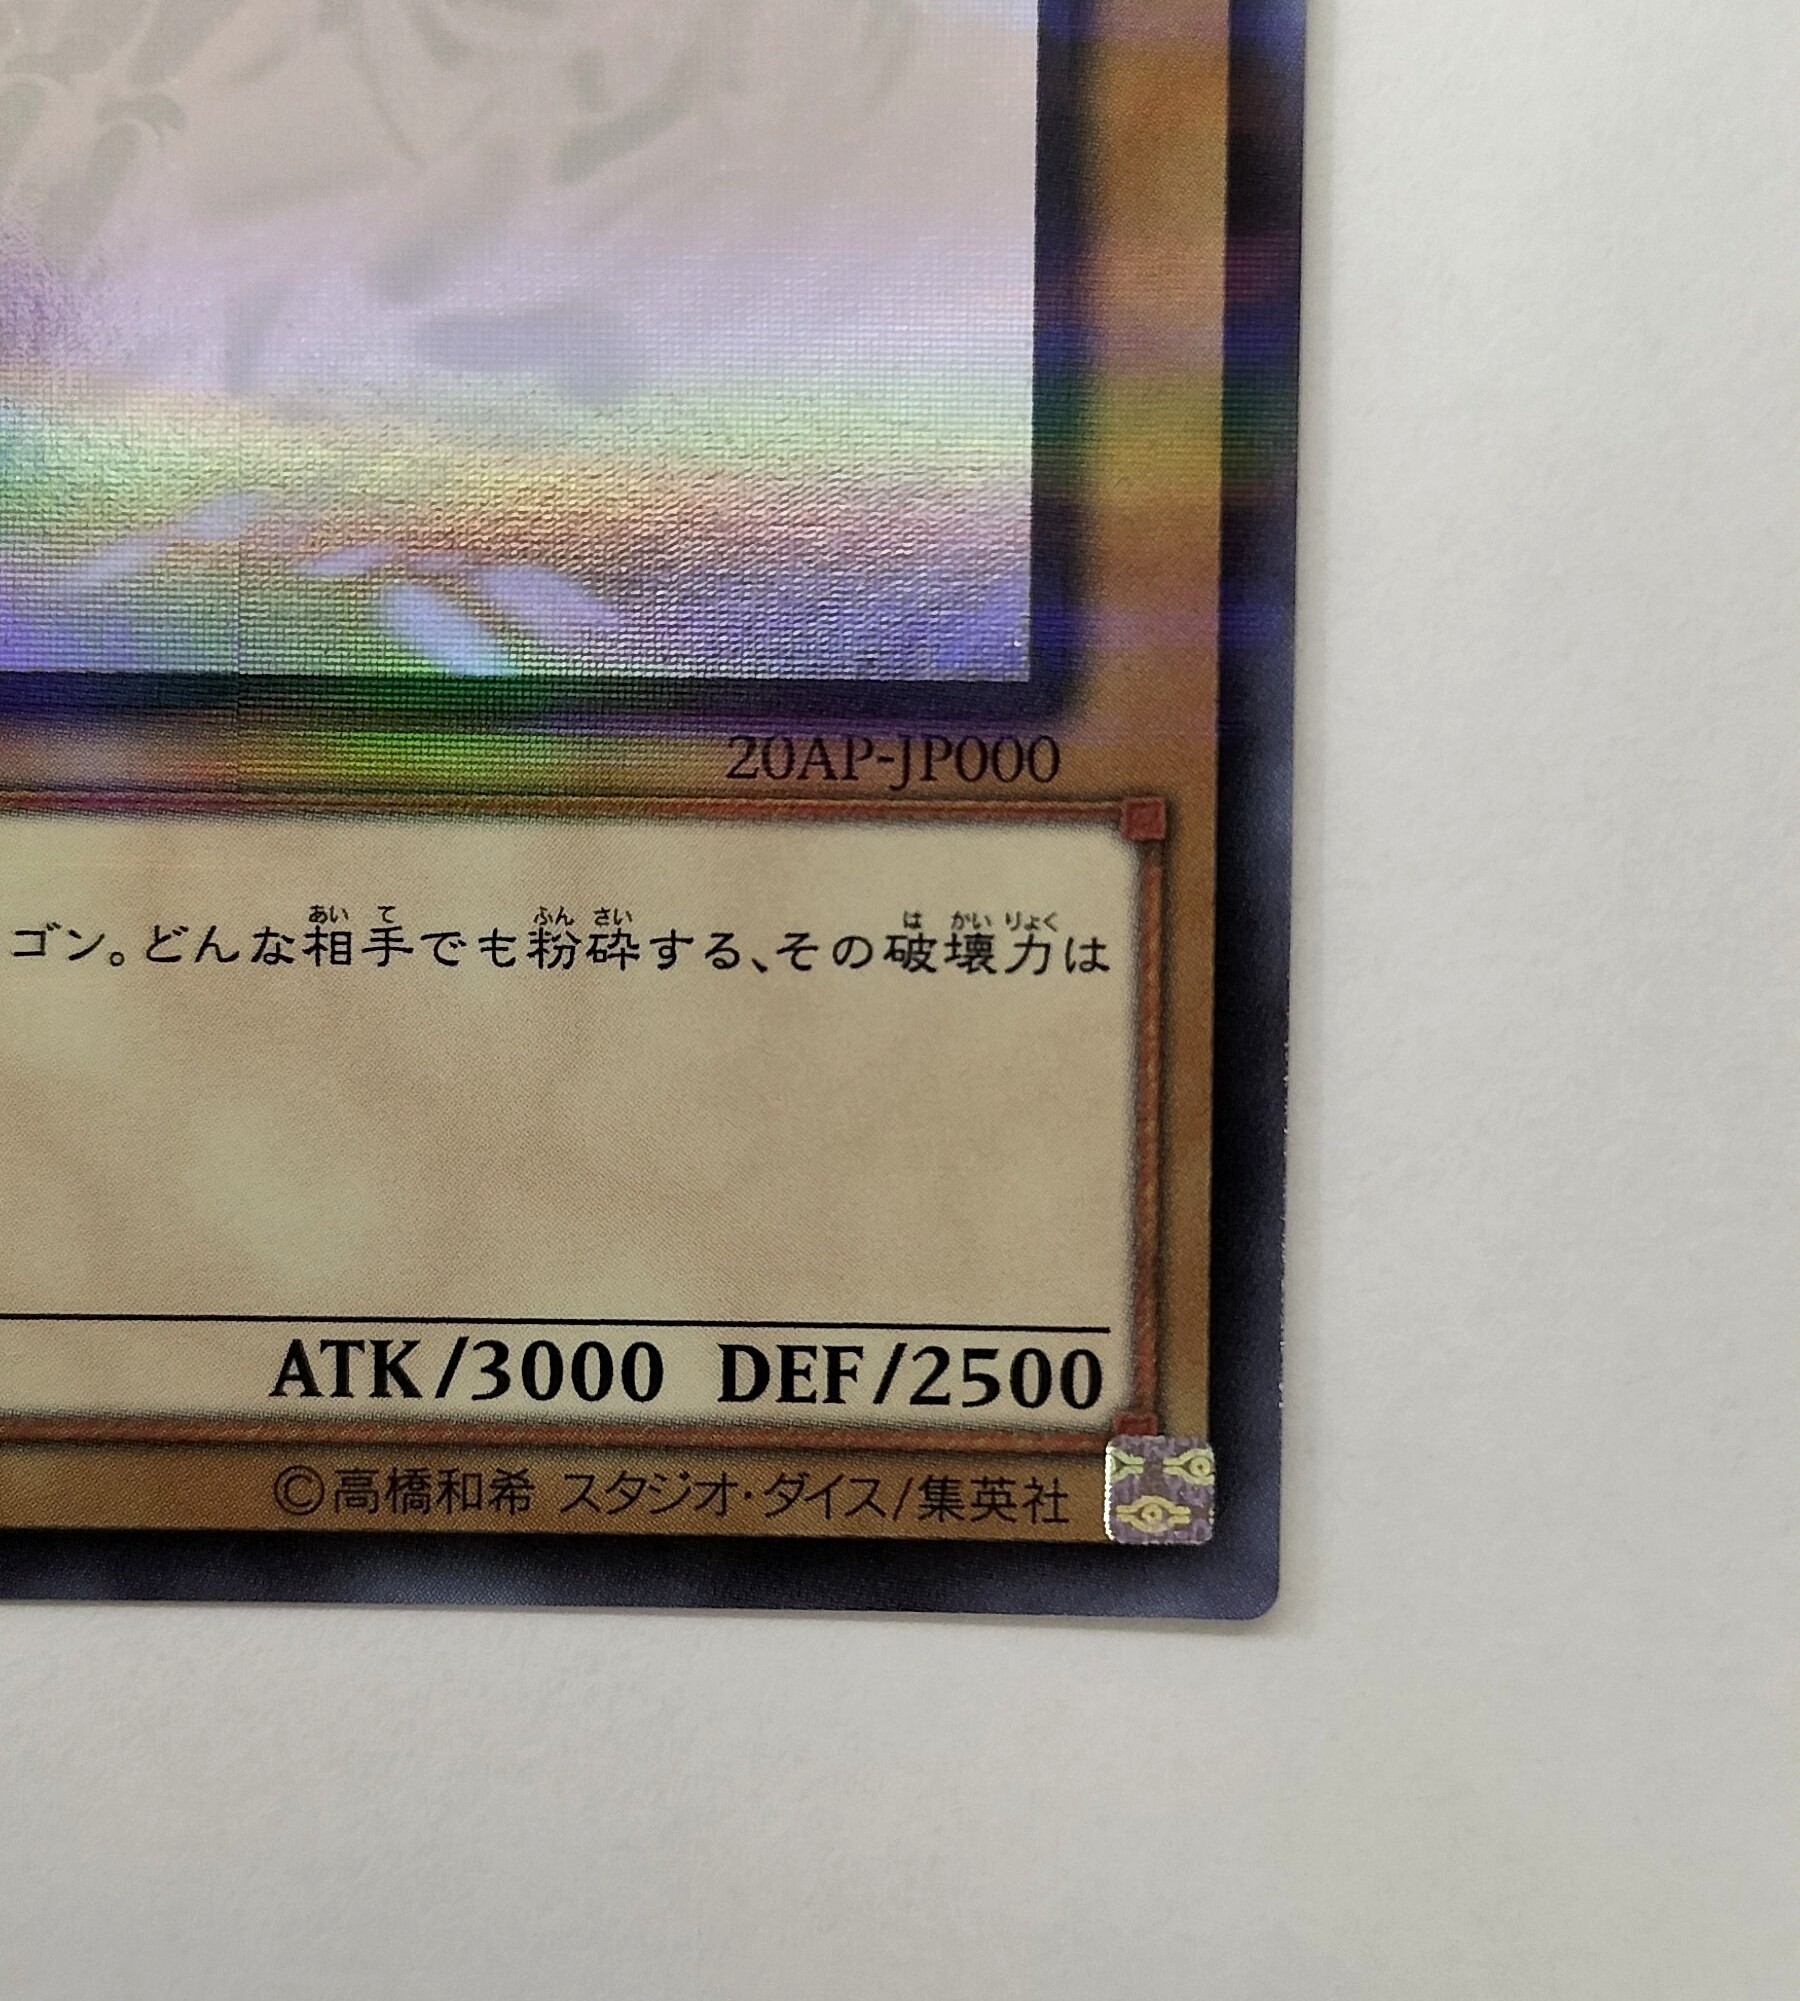 20AP-JP000
ゴン。どんな相手でも粉砕する、その破壊力は
ATK/3000 DEF/2500
©高橋和希 スタジオ・ダイス/集英社